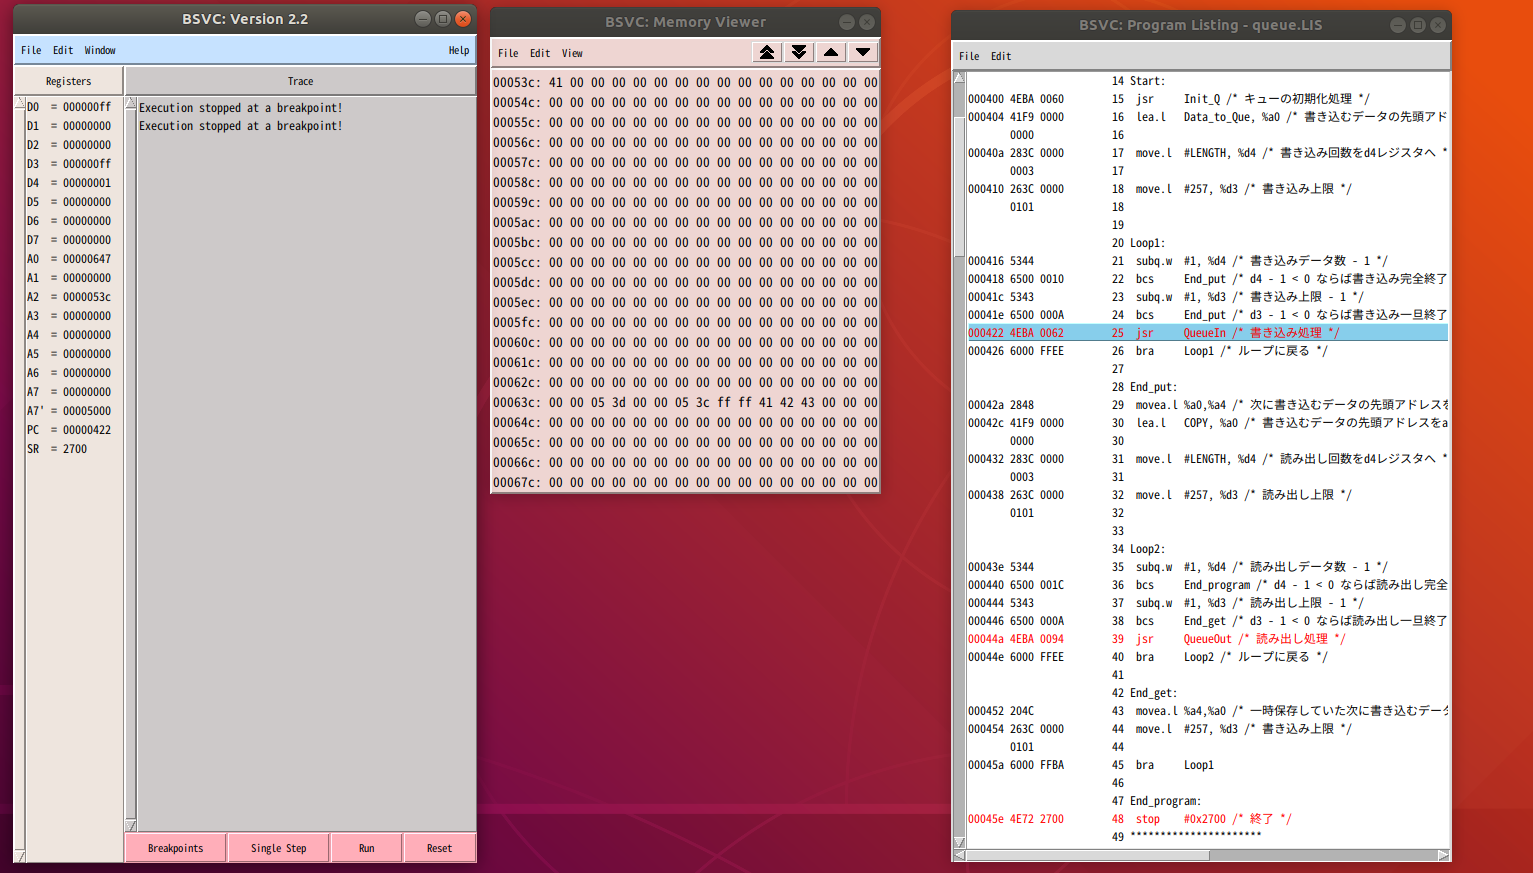 BSVC: Version 2.2
File Edit Window Help
Registers Trace
D0 = 000000ff
D1 = 00000000
D2 = 00000000
D3 = 000000ff
D4 = 00000001
D5 = 00000000
D6 = 00000000
D7 = 00000000
A0 = 00000647
A1 = 00000000
A2 = 0000053c
A3 = 00000000
A4 = 00000000
A5 = 00000000
A6 = 00000000
A7 = 00000000
A7' = 00005000
PC = 00000422
SR = 2700
Execution stopped at a breakpoint!
Execution stopped at a breakpoint!
Breakpoints Single Step Run Reset
BSVC: Memory Viewer
File Edit View
00053c: 41 00 00 00 00 00 00 00 00 00 00 00 00 00 00 00
00054c: 00 00 00 00 00 00 00 00 00 00 00 00 00 00 00 00
00055c: 00 00 00 00 00 00 00 00 00 00 00 00 00 00 00 00
00056c: 00 00 00 00 00 00 00 00 00 00 00 00 00 00 00 00
00057c: 00 00 00 00 00 00 00 00 00 00 00 00 00 00 00 00
00058c: 00 00 00 00 00 00 00 00 00 00 00 00 00 00 00 00
00059c: 00 00 00 00 00 00 00 00 00 00 00 00 00 00 00 00
0005ac: 00 00 00 00 00 00 00 00 00 00 00 00 00 00 00 00
0005bc: 00 00 00 00 00 00 00 00 00 00 00 00 00 00 00 00
0005cc: 00 00 00 00 00 00 00 00 00 00 00 00 00 00 00 00
0005dc: 00 00 00 00 00 00 00 00 00 00 00 00 00 00 00 00
0005ec: 00 00 00 00 00 00 00 00 00 00 00 00 00 00 00 00
0005fc: 00 00 00 00 00 00 00 00 00 00 00 00 00 00 00 00
00060c: 00 00 00 00 00 00 00 00 00 00 00 00 00 00 00 00
00061c: 00 00 00 00 00 00 00 00 00 00 00 00 00 00 00 00
00062c: 00 00 00 00 00 00 00 00 00 00 00 00 00 00 00 00
00063c: 00 00 05 3d 00 00 05 3c ff ff 41 42 43 00 00 00
00064c: 00 00 00 00 00 00 00 00 00 00 00 00 00 00 00 00
00065c: 00 00 00 00 00 00 00 00 00 00 00 00 00 00 00 00
00066c: 00 00 00 00 00 00 00 00 00 00 00 00 00 00 00 00
00067c: 00 00 00 00 00 00 00 00 00 00 00 00 00 00 00 00
BSVC: Program Listing - queue.LIS
File Edit
14 Start:
000400 4EBA 0060 15 jsr Init_Q /* キューの初期化処理 */
000404 41F9 0000 16 lea.l Data_to_Que, %a0 /* 書き込むデータの先頭アド
0000 16
00040a 283C 0000 17 move.l #LENGTH, %d4 /* 書き込み回数をd4レジスタへ *
0003 17
000410 263C 0000 18 move.l #257, %d3 /* 書き込み上限 */
0101 18
19
20 Loop1:
000416 5344 21 subq.w #1, %d4 /* 書き込みデータ数 - 1 */
000418 6500 0010 22 bcs End_put /* d4 - 1 < 0 ならば書き込み完全終了
00041c 5343 23 subq.w #1, %d3 /* 書き込み上限 - 1 */
00041e 6500 000A 24 bcs End_put /* d3 - 1 < 0 ならば書き込み一旦終了
000422 4EBA 0062 25 jsr QueueIn /* 書き込み処理 */
000426 6000 FFEE 26 bra Loop1 /* ループに戻る */
27
28 End_put:
00042a 2848 29 movea.l %a0,%a4 /* 次に書き込むデータの先頭アドレスを
00042c 41F9 0000 30 lea.l COPY, %a0 /* 書き込むデータの先頭アドレスをa
0000 30
000432 283C 0000 31 move.l #LENGTH, %d4 /* 読み出し回数をd4レジスタへ *
0003 31
000438 263C 0000 32 move.l #257, %d3 /* 読み出し上限 */
0101 32
33
34 Loop2:
00043e 5344 35 subq.w #1, %d4 /* 読み出しデータ数 - 1 */
000440 6500 001C 36 bcs End_program /* d4 - 1 < 0 ならば読み出し完全
000444 5343 37 subq.w #1, %d3 /* 読み出し上限 - 1 */
000446 6500 000A 38 bcs End_get /* d3 - 1 < 0 ならば読み出し一旦終了
00044a 4EBA 0094 39 jsr QueueOut /* 読み出し処理 */
00044e 6000 FFEE 40 bra Loop2 /* ループに戻る */
41
42 End_get:
000452 204C 43 movea.l %a4,%a0 /* 一時保存していた次に書き込むデータ
000454 263C 0000 44 move.l #257, %d3 /* 書き込み上限 */
0101 44
00045a 6000 FFBA 45 bra Loop1
46
47 End_program:
00045e 4E72 2700 48 stop #0x2700 /* 終了 */
49 **********************